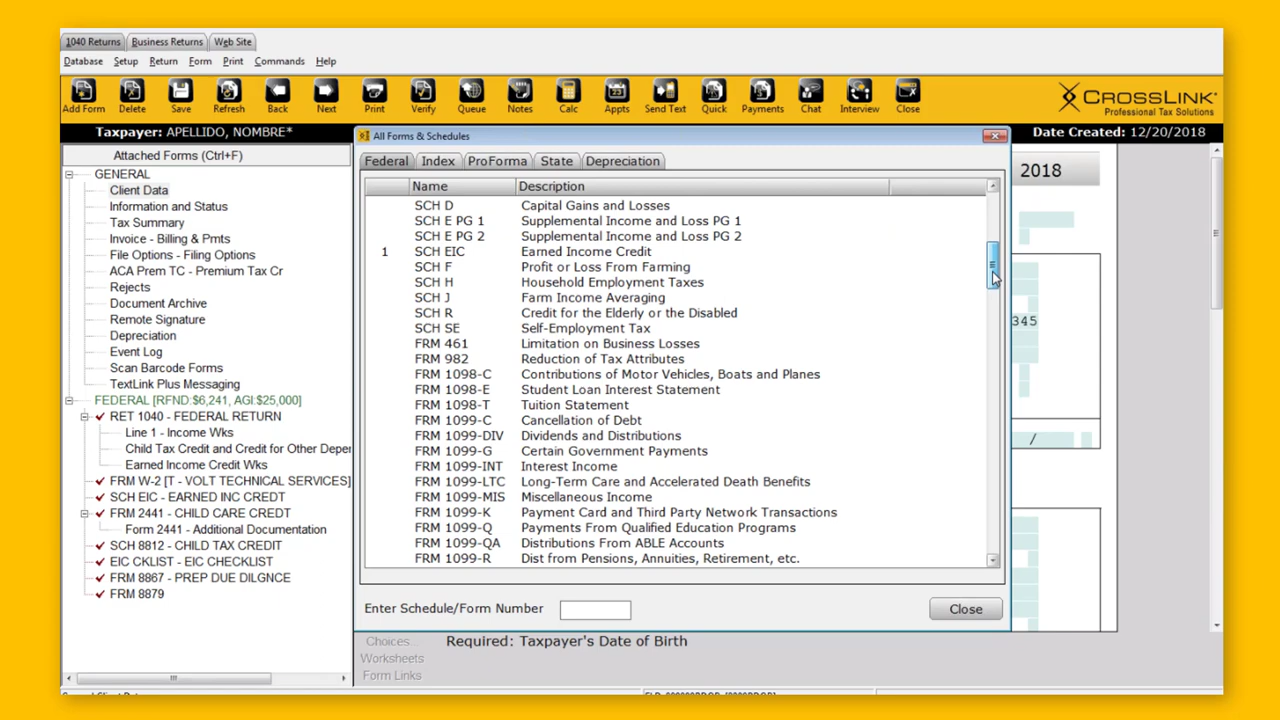 1040 Returns Business Returns Web Site
Database Setup Return Form Print Commands Help
Add Form Delete Save Refresh Back Next Print Verify Queue Notes Calc Appts Send Text Quick Payments Chat Interview Close
CROSSLINK
Professional Tax Solutions
Taxpayer: APELLIDO, NOMBRE*
Date Created: 12/20/2018
Attached Forms (Ctrl+F)
GENERAL
Client Data
Information and Status
Tax Summary
Invoice - Billing & Pmts
File Options - Filing Options
ACA Prem TC - Premium Tax Cr
Rejects
Document Archive
Remote Signature
Depreciation
Event Log
Scan Barcode Forms
TextLink Plus Messaging
FEDERAL [RFND:$6,241, AGI:$25,000]
RET 1040 - FEDERAL RETURN
Line 1 - Income Wks
Child Tax Credit and Credit for Other Deper
Earned Income Credit Wks
FRM W-2 [T - VOLT TECHNICAL SERVICES]
SCH EIC - EARNED INC CREDT
FRM 2441 - CHILD CARE CREDT
Form 2441 - Additional Documentation
SCH 8812 - CHILD TAX CREDIT
EIC CKLIST - EIC CHECKLIST
FRM 8867 - PREP DUE DILGNCE
FRM 8879
All Forms & Schedules
Federal Index ProForma State Depreciation
Name Description
SCH D Capital Gains and Losses
SCH E PG 1 Supplemental Income and Loss PG 1
SCH E PG 2 Supplemental Income and Loss PG 2
1 SCH EIC Earned Income Credit
SCH F Profit or Loss From Farming
SCH H Household Employment Taxes
SCH J Farm Income Averaging
SCH R Credit for the Elderly or the Disabled
SCH SE Self-Employment Tax
FRM 461 Limitation on Business Losses
FRM 982 Reduction of Tax Attributes
FRM 1098-C Contributions of Motor Vehicles, Boats and Planes
FRM 1098-E Student Loan Interest Statement
FRM 1098-T Tuition Statement
FRM 1099-C Cancellation of Debt
FRM 1099-DIV Dividends and Distributions
FRM 1099-G Certain Government Payments
FRM 1099-INT Interest Income
FRM 1099-LTC Long-Term Care and Accelerated Death Benefits
FRM 1099-MIS Miscellaneous Income
FRM 1099-K Payment Card and Third Party Network Transactions
FRM 1099-Q Payments From Qualified Education Programs
FRM 1099-QA Distributions From ABLE Accounts
FRM 1099-R Dist from Pensions, Annuities, Retirement, etc.
Enter Schedule/Form Number
Close
2018
345
/
Choices...
Required: Taxpayer's Date of Birth
Worksheets
Form Links